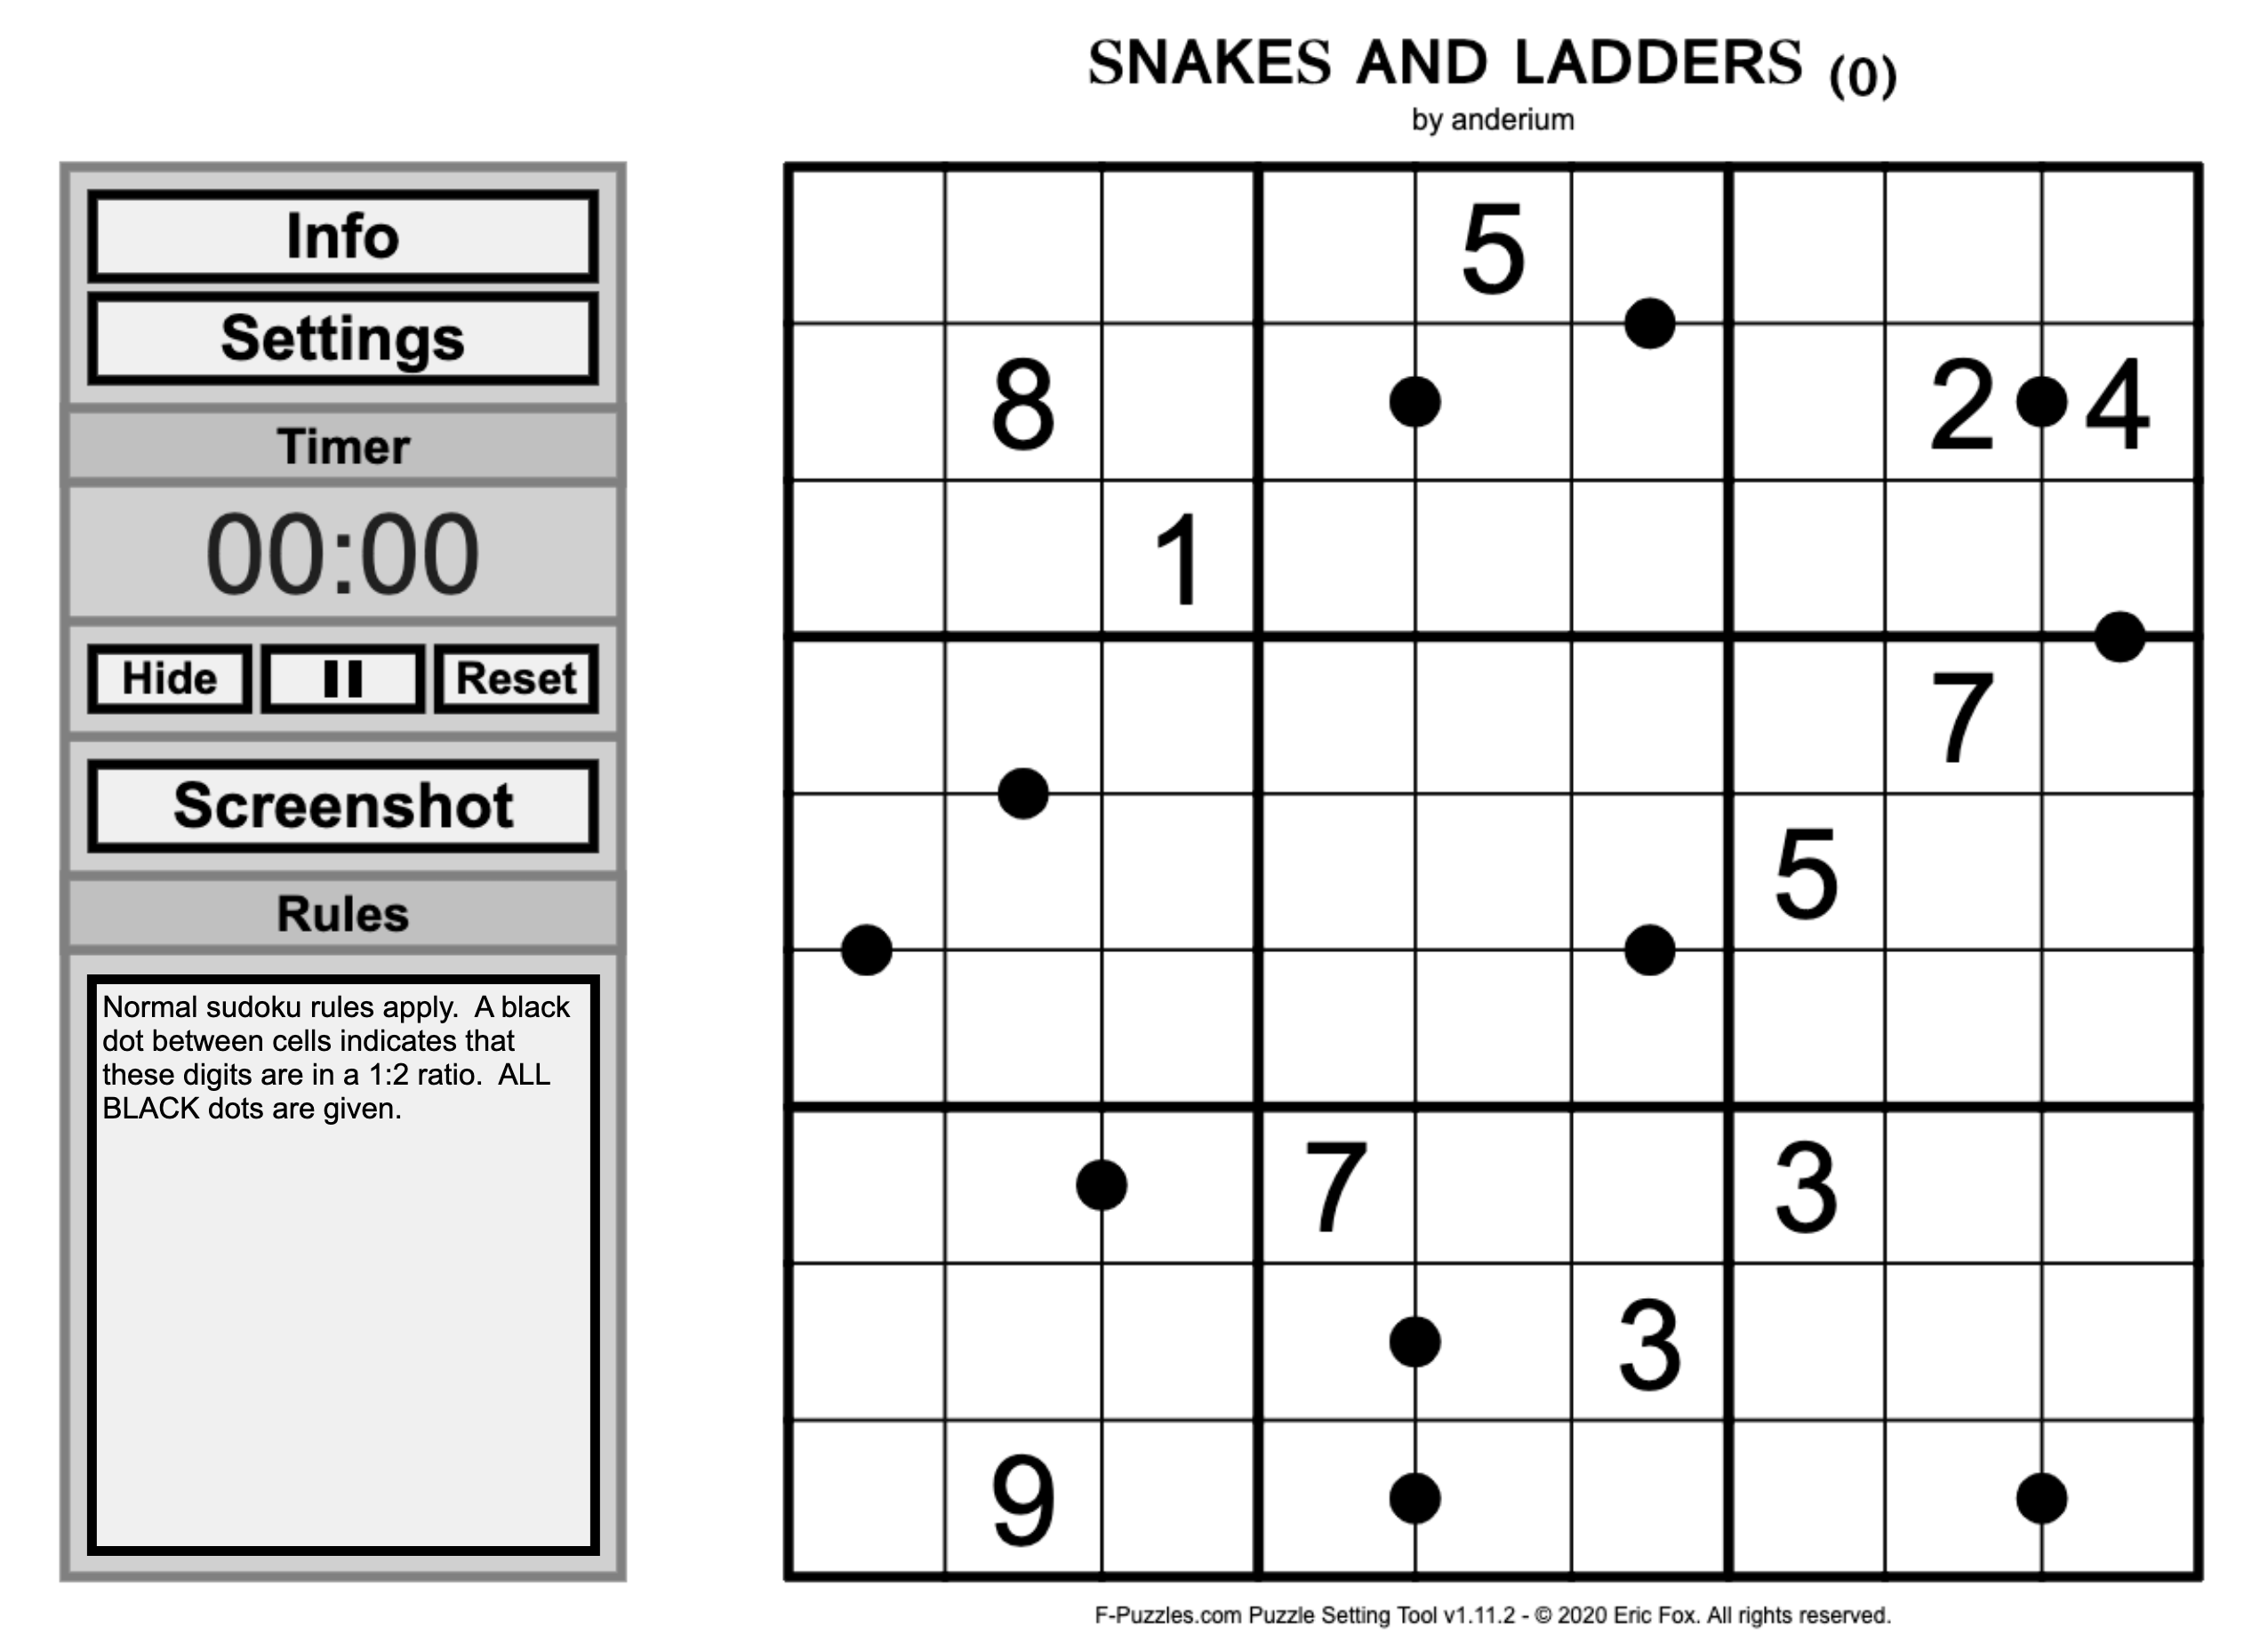 SNAKES AND LADDERS (0)
by anderium
Info
Settings
Timer
00:00
Hide
Reset
Screenshot
Rules
Normal sudoku rules apply.  A black
dot between cells indicates that
these digits are in a 1:2 ratio.  ALL
BLACK dots are given.
5
8 2 4
1
7
5
7 3
3
9
F-Puzzles.com Puzzle Setting Tool v1.11.2 - © 2020 Eric Fox. All rights reserved.